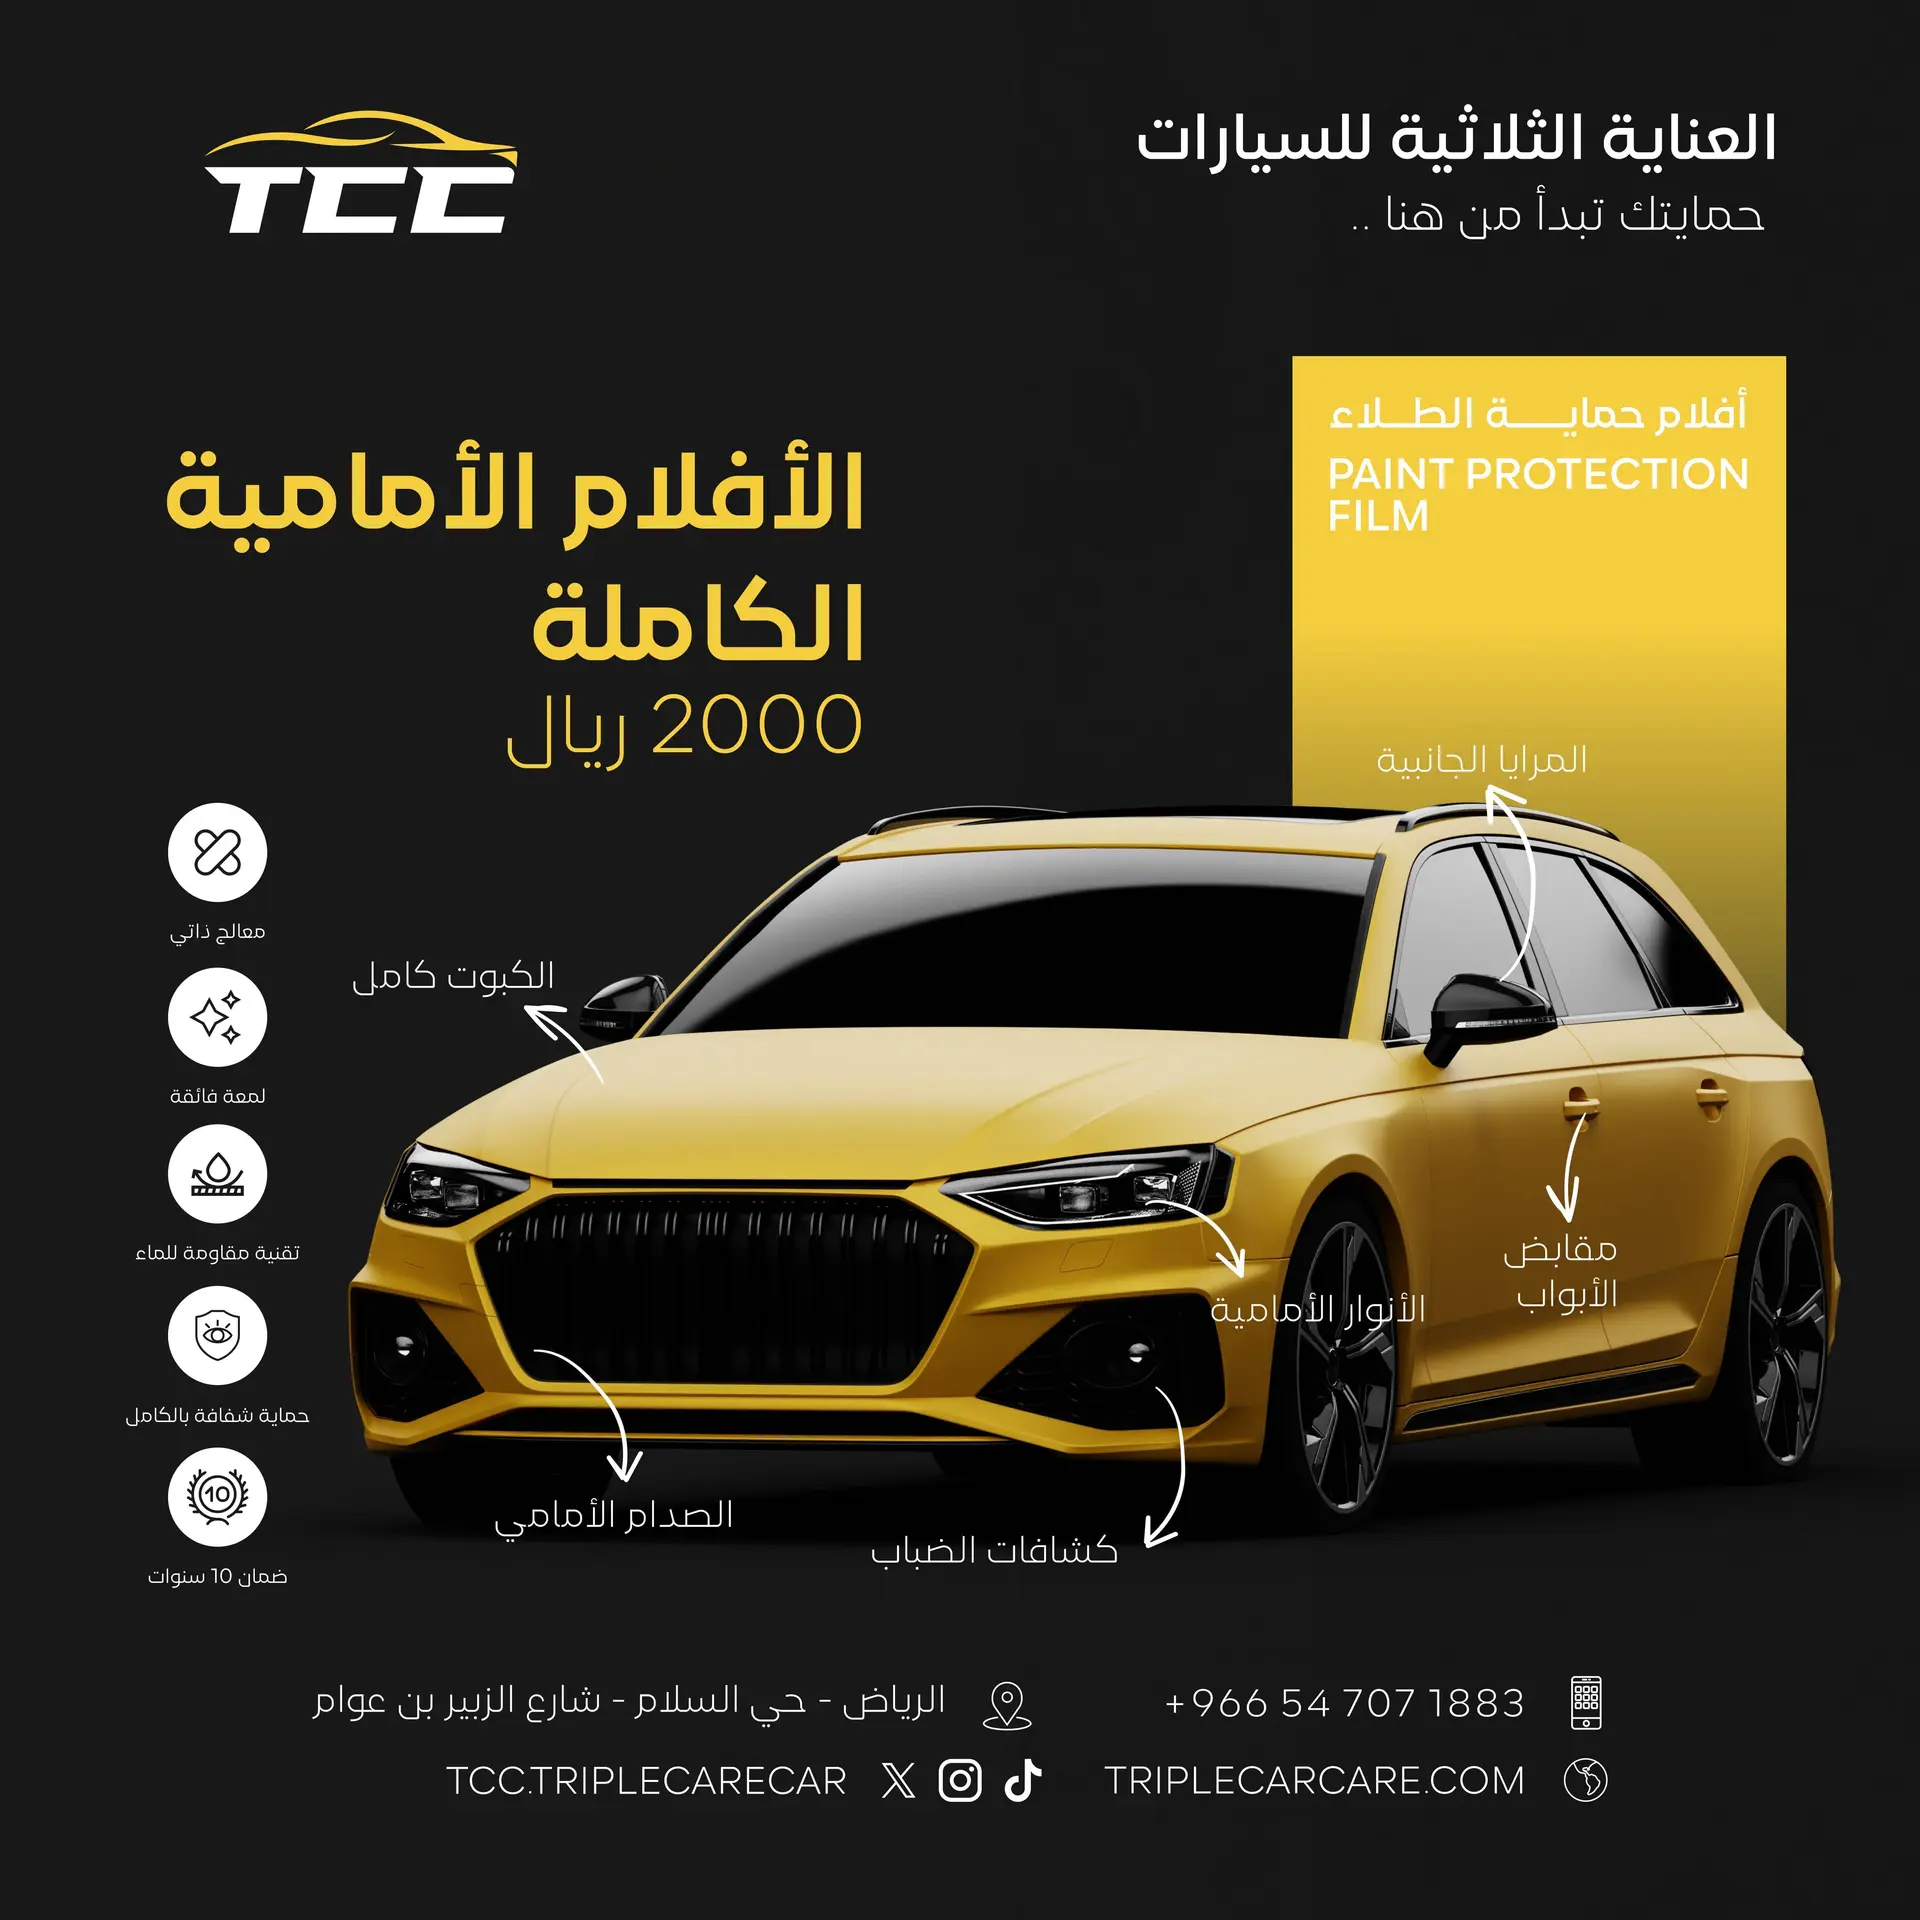 TCC
العناية الثلاثية للسيارات
حمايتك تبدأ من هنا ..
أفلام حماية الطلاء
PAINT PROTECTION
FILM
الأفلام الأمامية
الكاملة
2000 ريال
المرايا الجانبية
معالج ذاتي
الكبوت كامل
لمعة فائقة
تقنية مقاومة للماء
مقابض
الأبواب
الأنوار الأمامية
حماية شفافة بالكامل
10
الصدام الأمامي
كشافات الضباب
ضمان 10 سنوات
+966 54 707 1883
الرياض - حي السلام - شارع الزبير بن عوام
TRIPLECARCARE.COM
TCC.TRIPLECARECAR